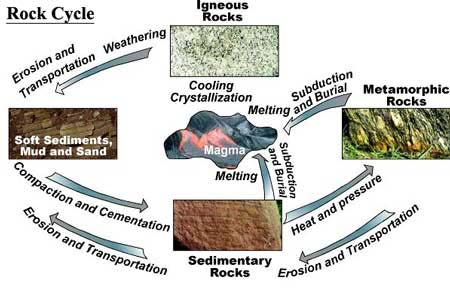 Rock Cycle
Igneous
Rocks
Weathering
Erosion and
Transportation
Cooling
Crystallization
Subduction
and Burial
Melting
Metamorphic
Rocks
Soft Sediments,
Mud and Sand
Magma
Melting
Subduction
and Burial
Compaction and Cementation
Heat and pressure
Erosion and Transportation
Erosion and Transportation
Sedimentary
Rocks